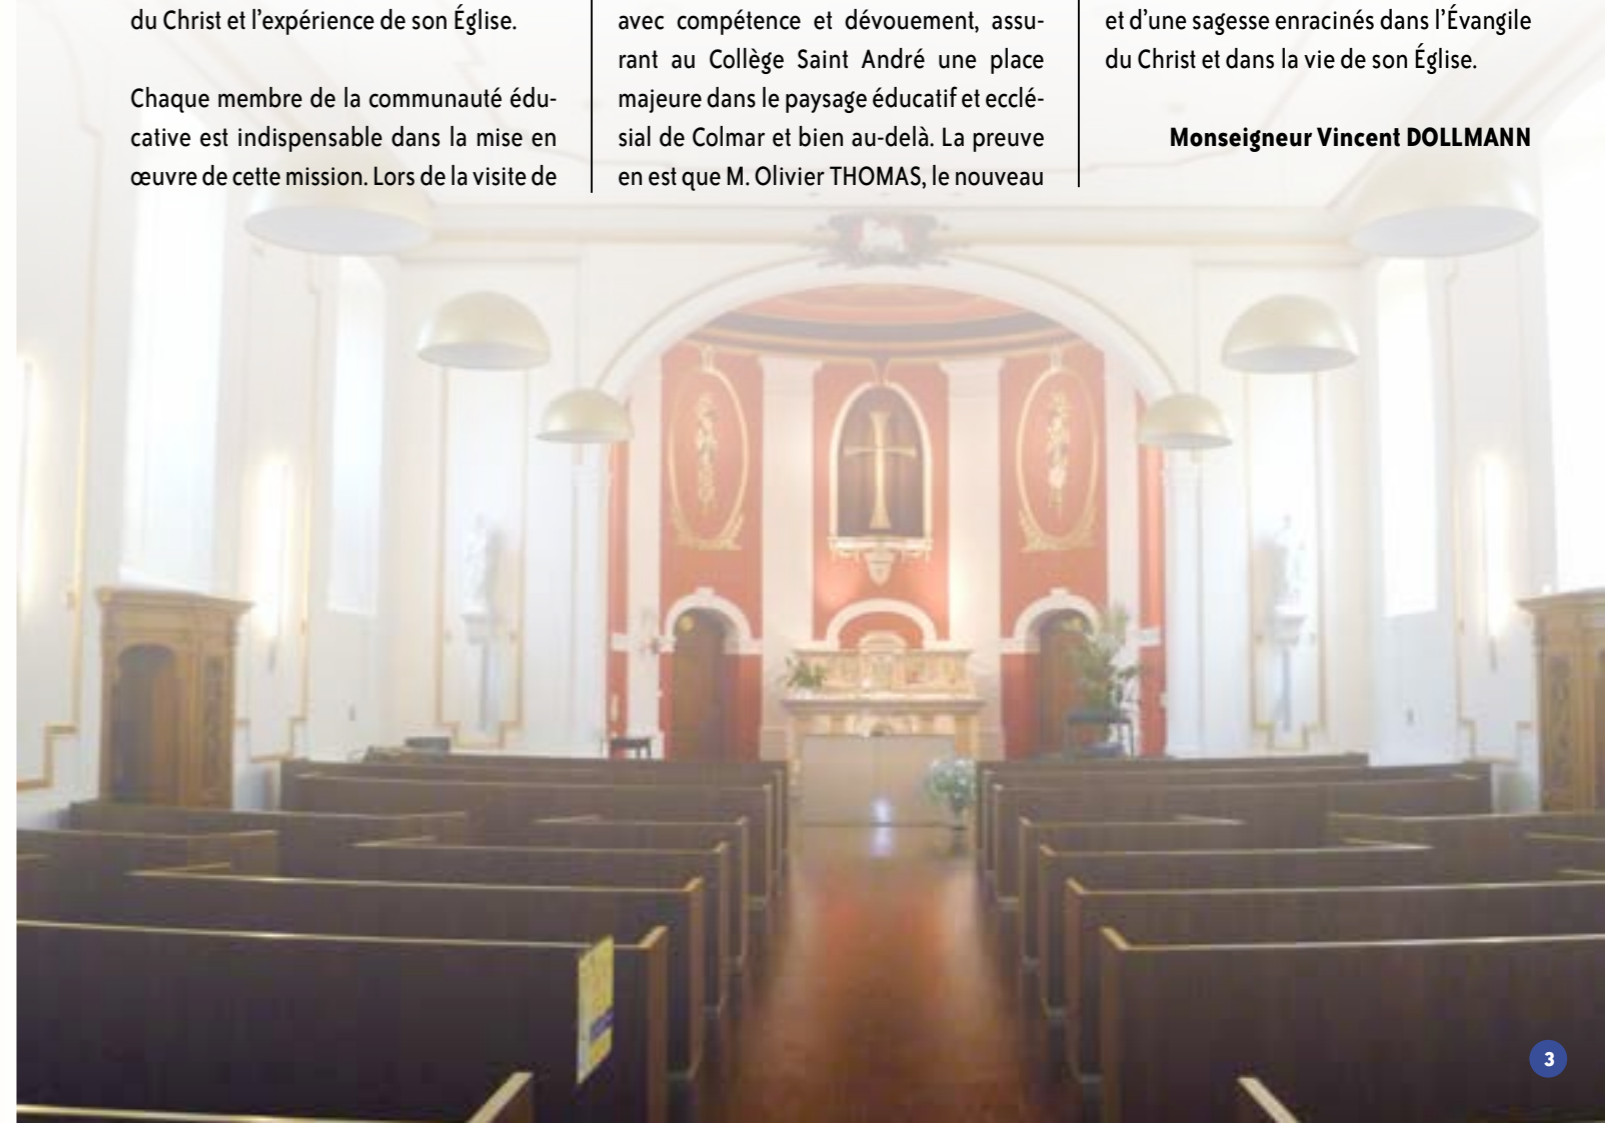 du Christ et l’expérience de son Église.
Chaque membre de la communauté édu-
cative est indispensable dans la mise en
œuvre de cette mission. Lors de la visite de
avec compétence et dévouement, assu-
rant au Collège Saint André une place
majeure dans le paysage éducatif et ecclé-
sial de Colmar et bien au-delà. La preuve
en est que M. Olivier THOMAS, le nouveau
et d’une sagesse enracinés dans l’Évangile
du Christ et dans la vie de son Église.
Monseigneur Vincent DOLLMANN
3